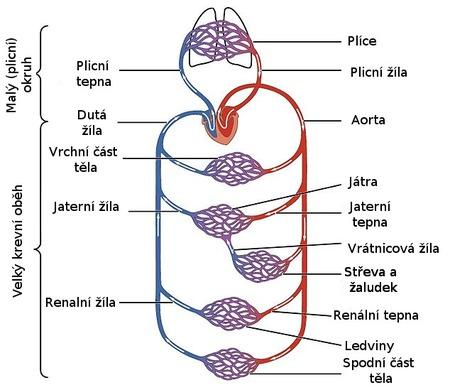 Malý (plicní)
okruh
Velký krevní oběh
Plicní
tepna
Dutá
žíla
Vrchní část
těla
Jaterní žíla
Renalní žíla
Plíce
Plicní žíla
Aorta
Játra
Jaterní
tepna
Vrátnicová žíla
Střeva a
žaludek
Renální tepna
Ledviny
Spodní část
těla